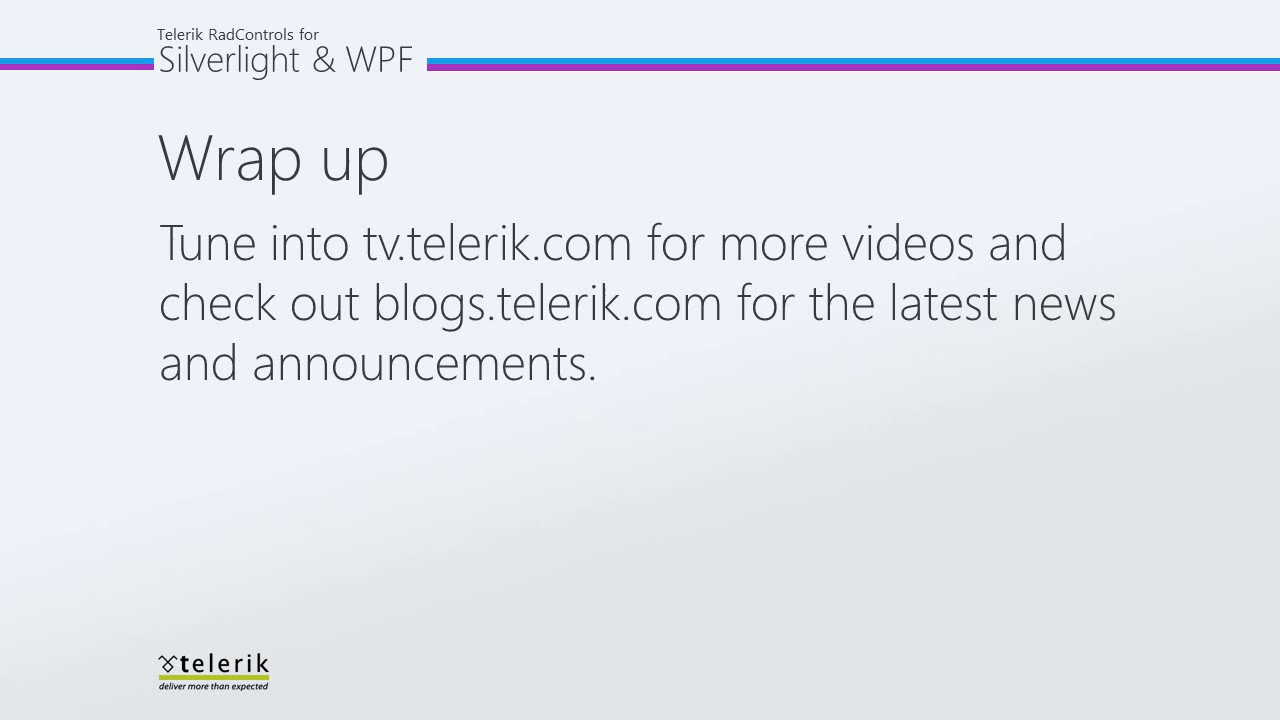 Telerik RadControls for
Silverlight & WPF
Wrap up
Tune into tv.telerik.com for more videos and
check out blogs.telerik.com for the latest news
and announcements.
telerik
deliver more than expected